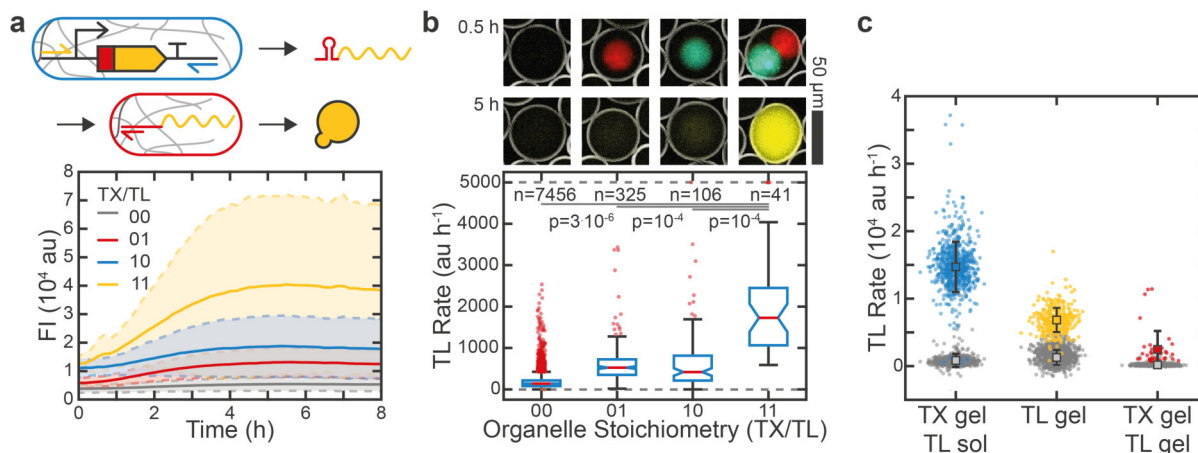 a
TX/TL
00
01
10
11
FI (10⁴ au)
8
7
6
5
4
3
2
1
0
0 2 4 6 8
Time (h)
b
0.5 h
5 h
50 µm
n=7456 n=325 n=106 n=41
p=3·10⁻⁶ p=10⁻⁴ p=10⁻⁴
TL Rate (au h⁻¹)
5000
4000
3000
2000
1000
0
00 01 10 11
Organelle Stoichiometry (TX/TL)
c
TL Rate (10⁴ au h⁻¹)
4
3
2
1
0
TX gel TL gel TX gel
TL sol TL gel